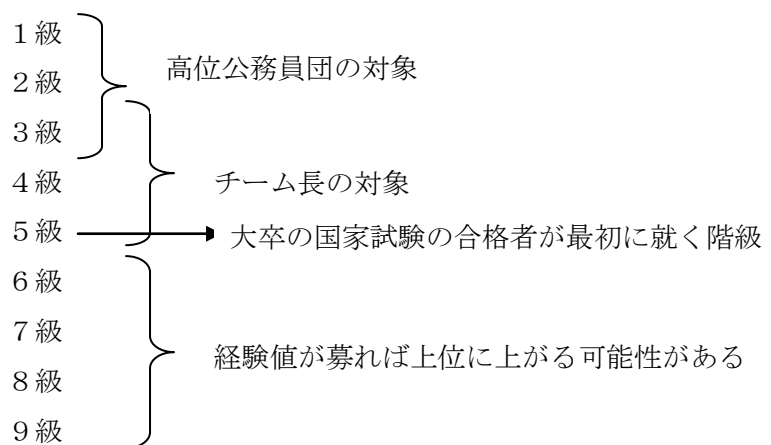 １級
２級
高位公務員団の対象
３級
４級
チーム長の対象
５級
大卒の国家試験の合格者が最初に就く階級
６級
７級
経験値が募れば上位に上がる可能性がある
８級
９級